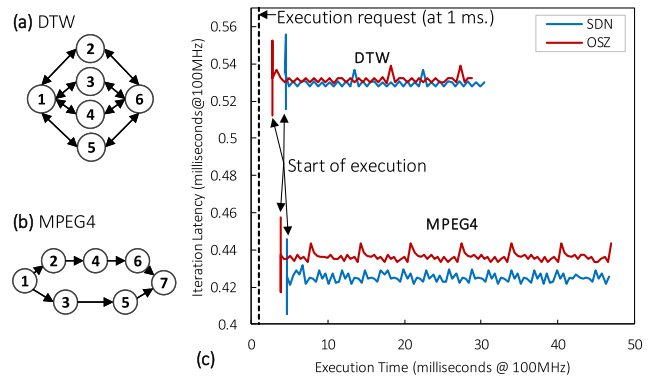 (a) DTW
2
3
1
6
4
5
(b) MPEG4
2
4
6
1
7
3
5
Execution request (at 1 ms.)
SDN
OSZ
DTW
Start of execution
MPEG4
Iteration Latency (milliseconds@100MHz)
0.56
0.54
0.52
0.5
0.48
0.46
0.44
0.42
0.4
0 10 20 30 40 50
(c)
Execution Time (milliseconds @ 100MHz)